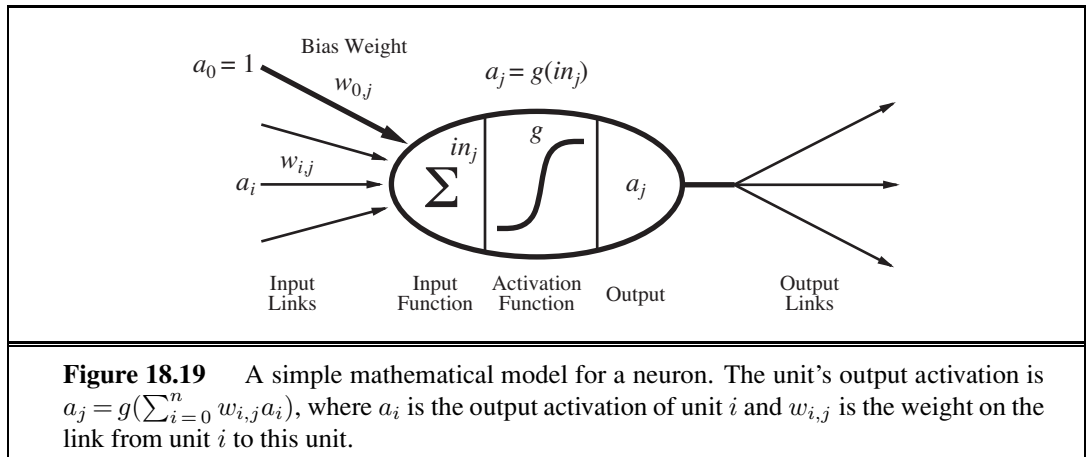 Bias Weight
a₀ = 1
w₀,ⱼ
aⱼ = g(inⱼ)
g
inⱼ
wᵢ,ⱼ
aᵢ
Σ
aⱼ
Input Links
Input Function
Activation Function
Output
Output Links
Figure 18.19 A simple mathematical model for a neuron. The unit's output activation is
aⱼ = g(∑ⁿᵢ₌₀ wᵢ,ⱼaᵢ), where aᵢ is the output activation of unit i and wᵢ,ⱼ is the weight on the
link from unit i to this unit.